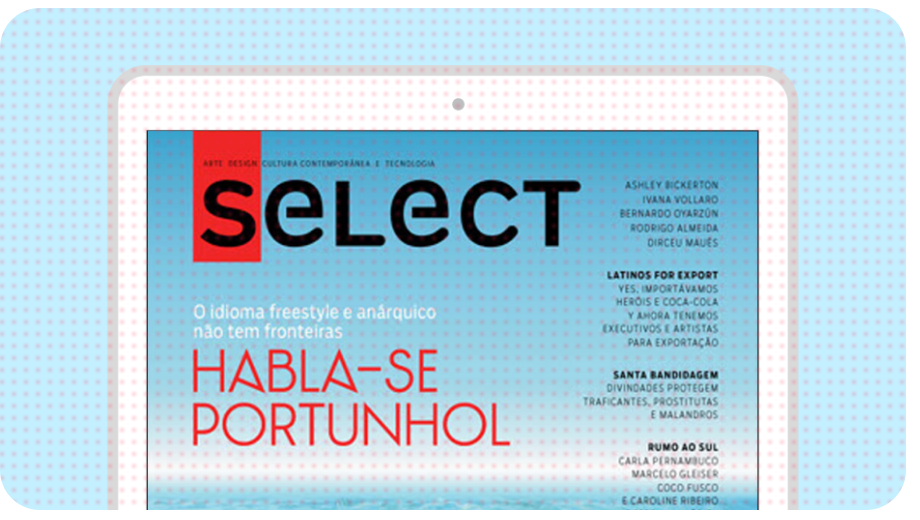 ARTE DESIGN CULTURA CONTEMPORÂNEA E TECNOLOGIA
SELECT
O idioma freestyle e anárquico
não tem fronteiras
HABLA-SE
PORTUNHOL
ASHLEY BICKERTON
IVANA VOLLARO
BERNARDO OYARZÚN
RODRIGO ALMEIDA
DIRCEU MAUÉS
LATINOS FOR EXPORT
YES, IMPORTÁVAMOS
HERÓIS E COCA-COLA
Y AHORA TENEMOS
EXECUTIVOS E ARTISTAS
PARA EXPORTAÇÃO
SANTA BANDIDAGEM
DIVINDADES PROTEGEM
TRAFICANTES, PROSTITUTAS
E MALANDROS
RUMO AO SUL
CARLA PERNAMBUCO
MARCELO GLEISER
COCO FUSCO
E CAROLINE RIBEIRO